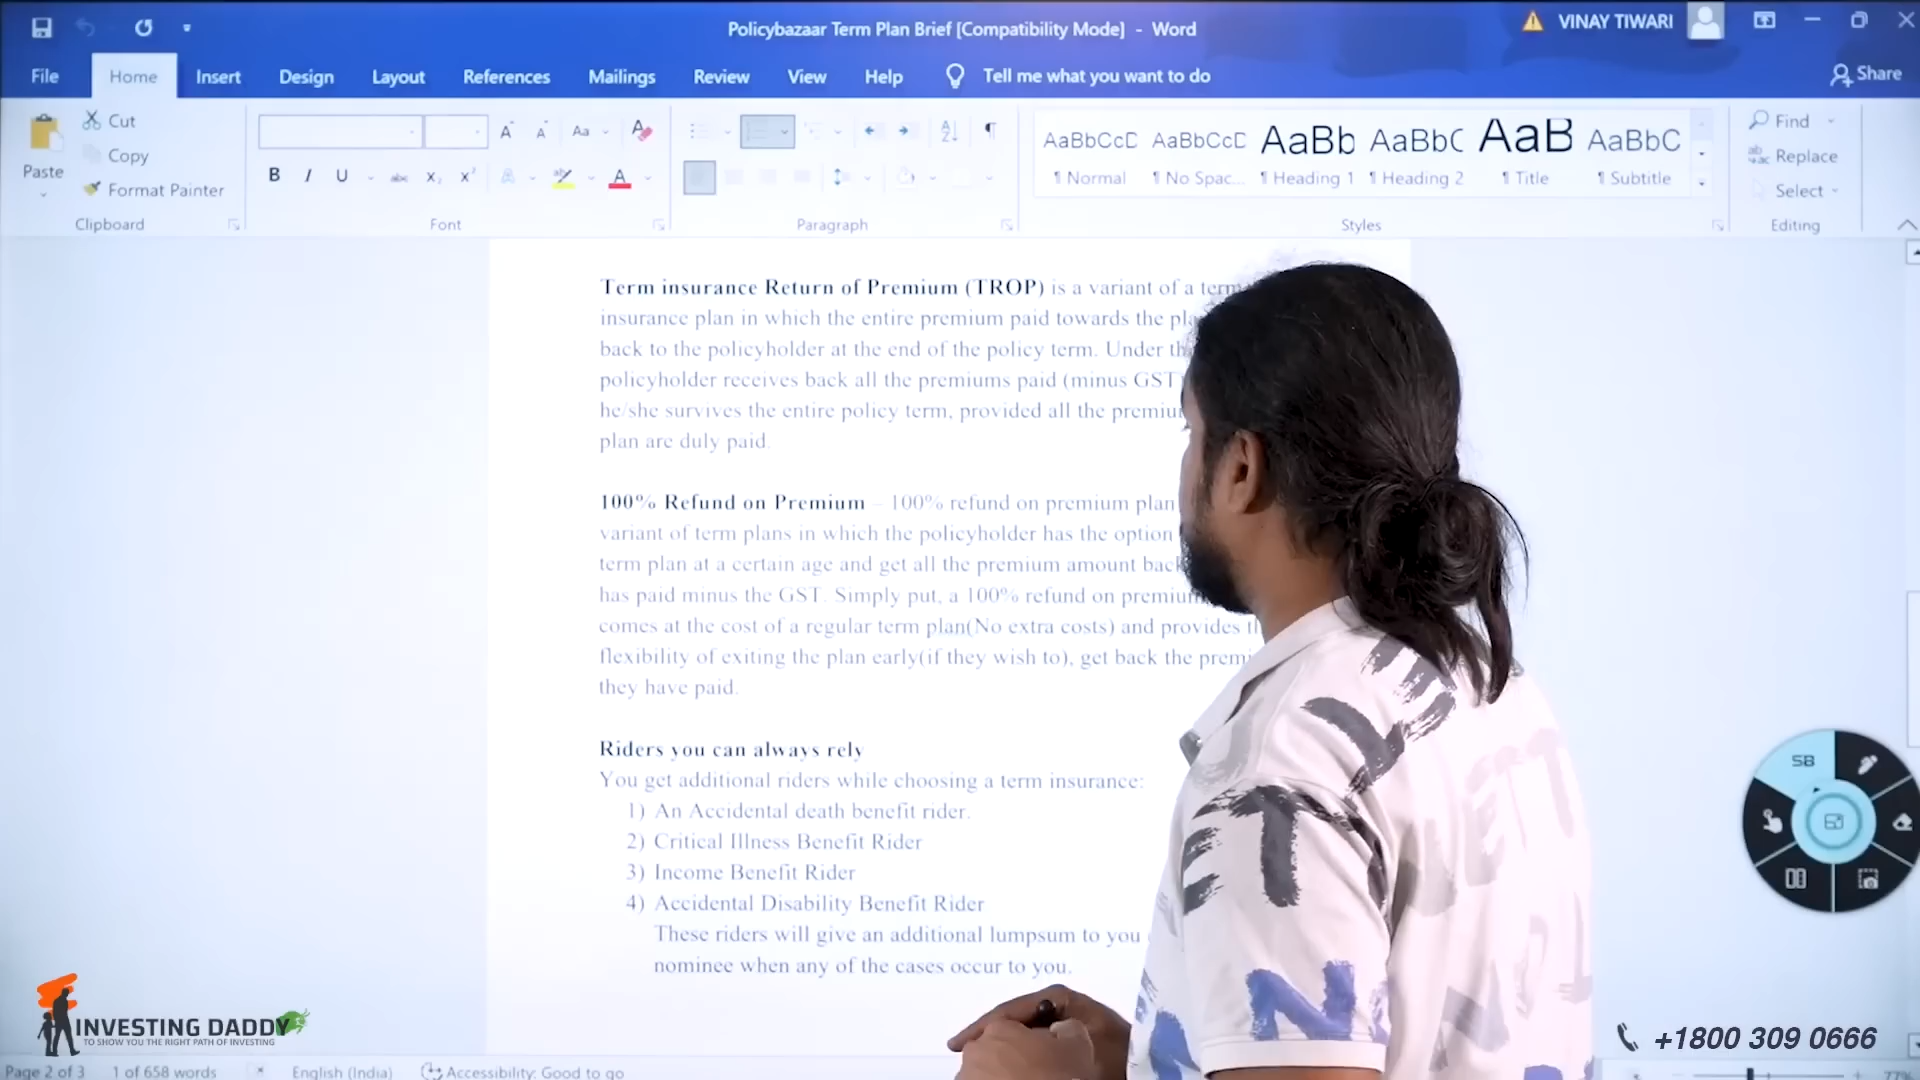 Policybazaar Term Plan Brief [Compatibility Mode] - Word
VINAY TIWARI
File Home Insert Design Layout References Mailings Review View Help Tell me what you want to do
Share
Paste
Cut
Copy
Format Painter
Clipboard
Aa
B I U abc X₂ X²
Font
Paragraph
AaBbCcD AaBbCcD AaBb AaBbC AaB AaBbC
¶ Normal ¶ No Spac... ¶ Heading 1 ¶ Heading 2 ¶ Title ¶ Subtitle
Styles
Find
Replace
Select
Editing
Term insurance Return of Premium (TROP) is a variant of a term
insurance plan in which the entire premium paid towards the
back to the policyholder at the end of the policy term. Under
policyholder receives back all the premiums paid (minus GST)
he/she survives the entire policy term, provided all the
plan are duly paid.
100% Refund on Premium – 100% refund on premium plan
variant of term plans in which the policyholder has the option
term plan at a certain age and get all the premium amount back
has paid minus the GST. Simply put, a 100% refund on premium
comes at the cost of a regular term plan(No extra costs) and provides
flexibility of exiting the plan early(if they wish to), get back the
they have paid.
Riders you can always rely
You get additional riders while choosing a term insurance:
1) An Accidental death benefit rider.
2) Critical Illness Benefit Rider
3) Income Benefit Rider
4) Accidental Disability Benefit Rider
These riders will give an additional lumpsum to you
nominee when any of the cases occur to you.
SB
INVESTING DADDY
TO SHOW YOU THE RIGHT PATH OF INVESTING
+1800 309 0666
Page 2 of 3 1 of 658 words English (India) Accessibility: Good to go
77%